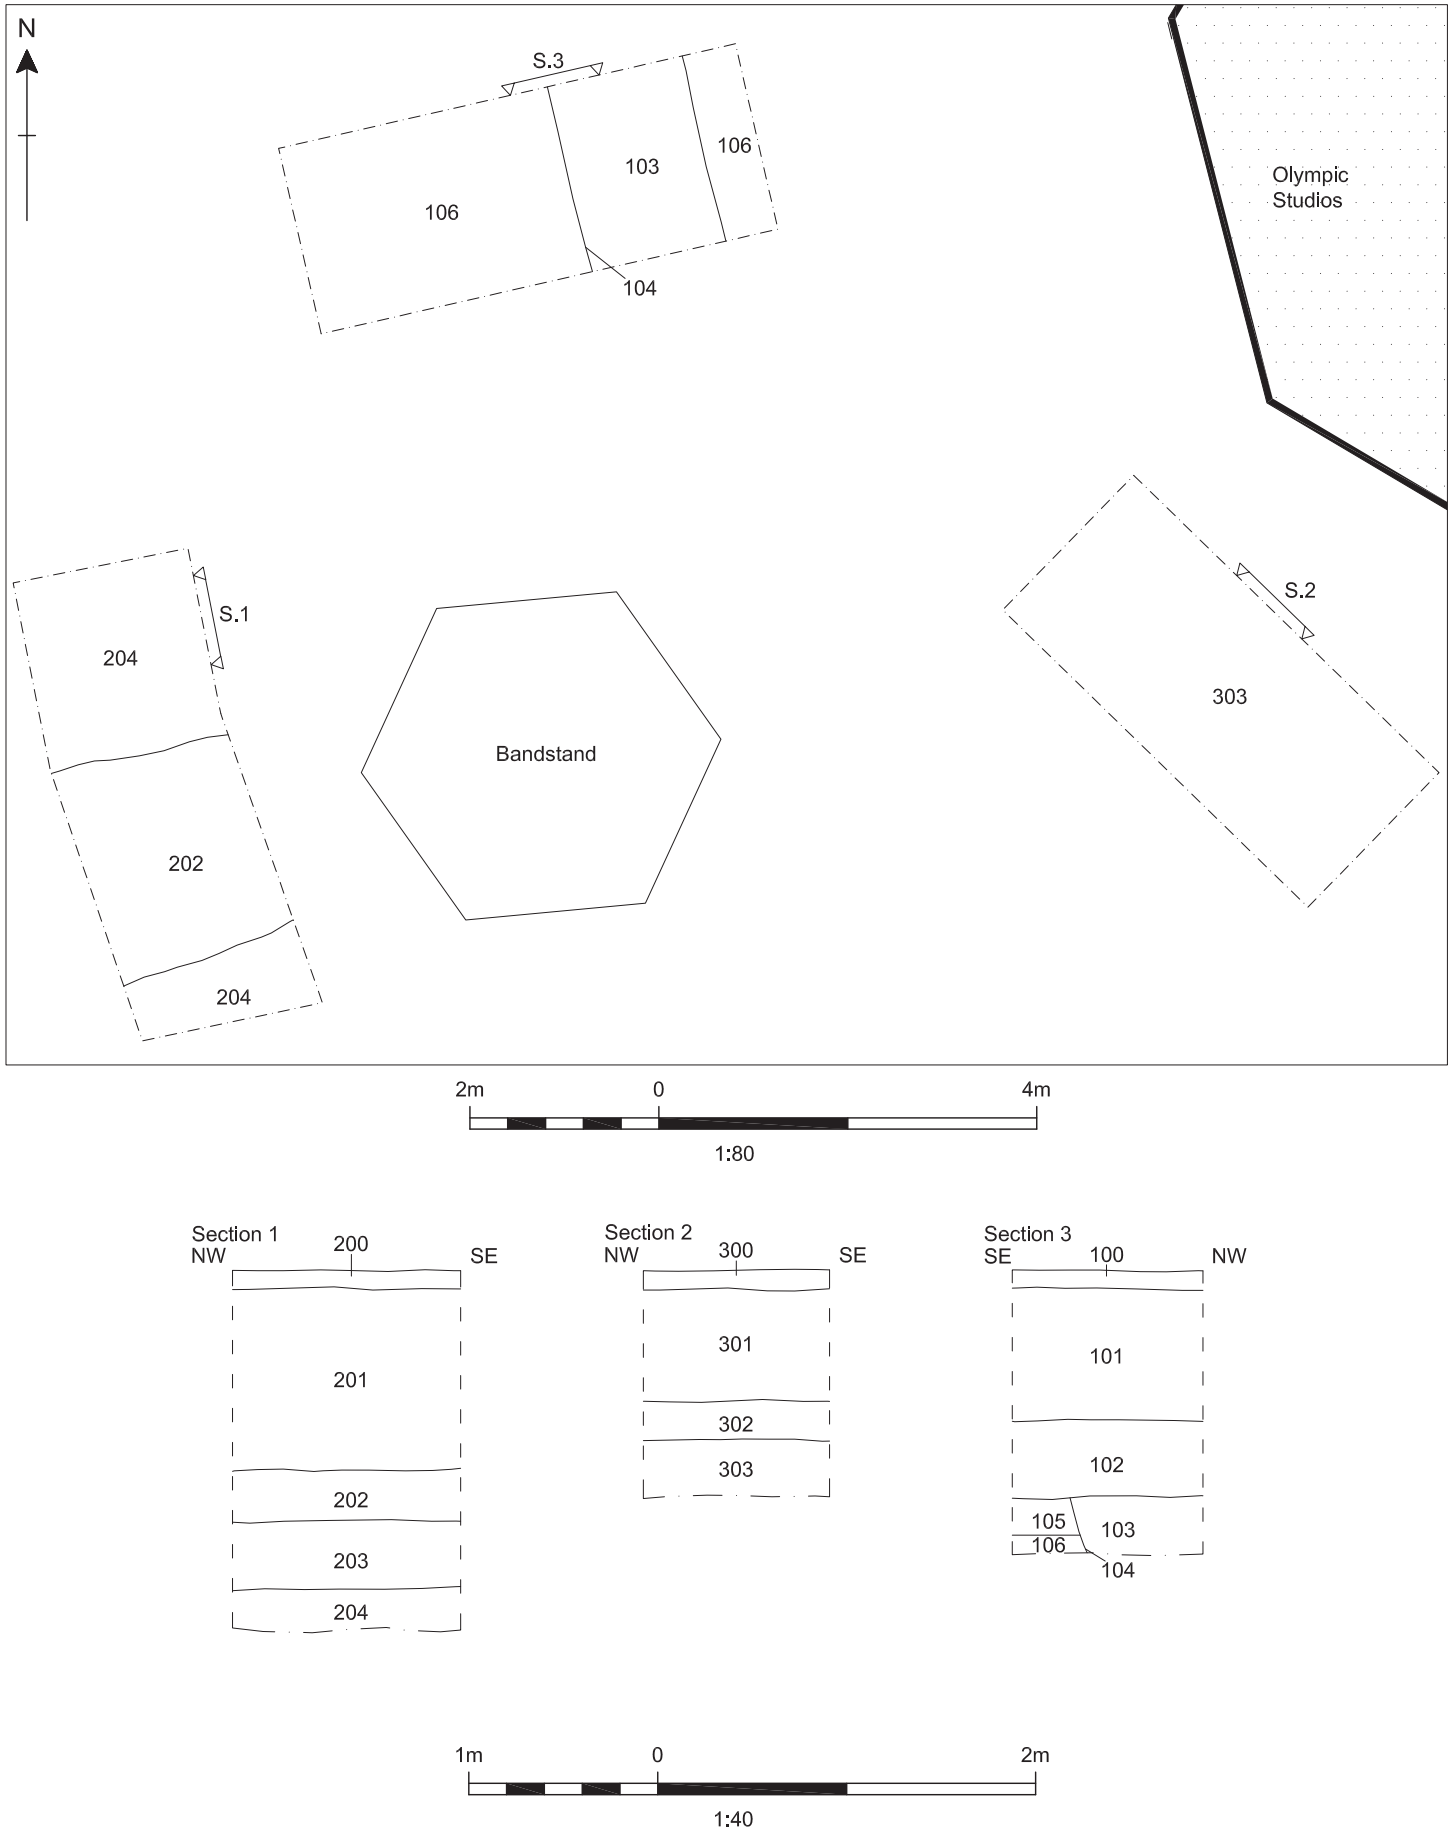 N
S.3
103
106
106
104
Olympic
Studios
S.1
204
S.2
303
Bandstand
202
204
2m 0 4m
1:80
Section 1
NW 200 SE
201
202
203
204
Section 2
NW 300 SE
301
302
303
Section 3
SE 100 NW
101
102
105 103
106
104
1m 0 2m
1:40